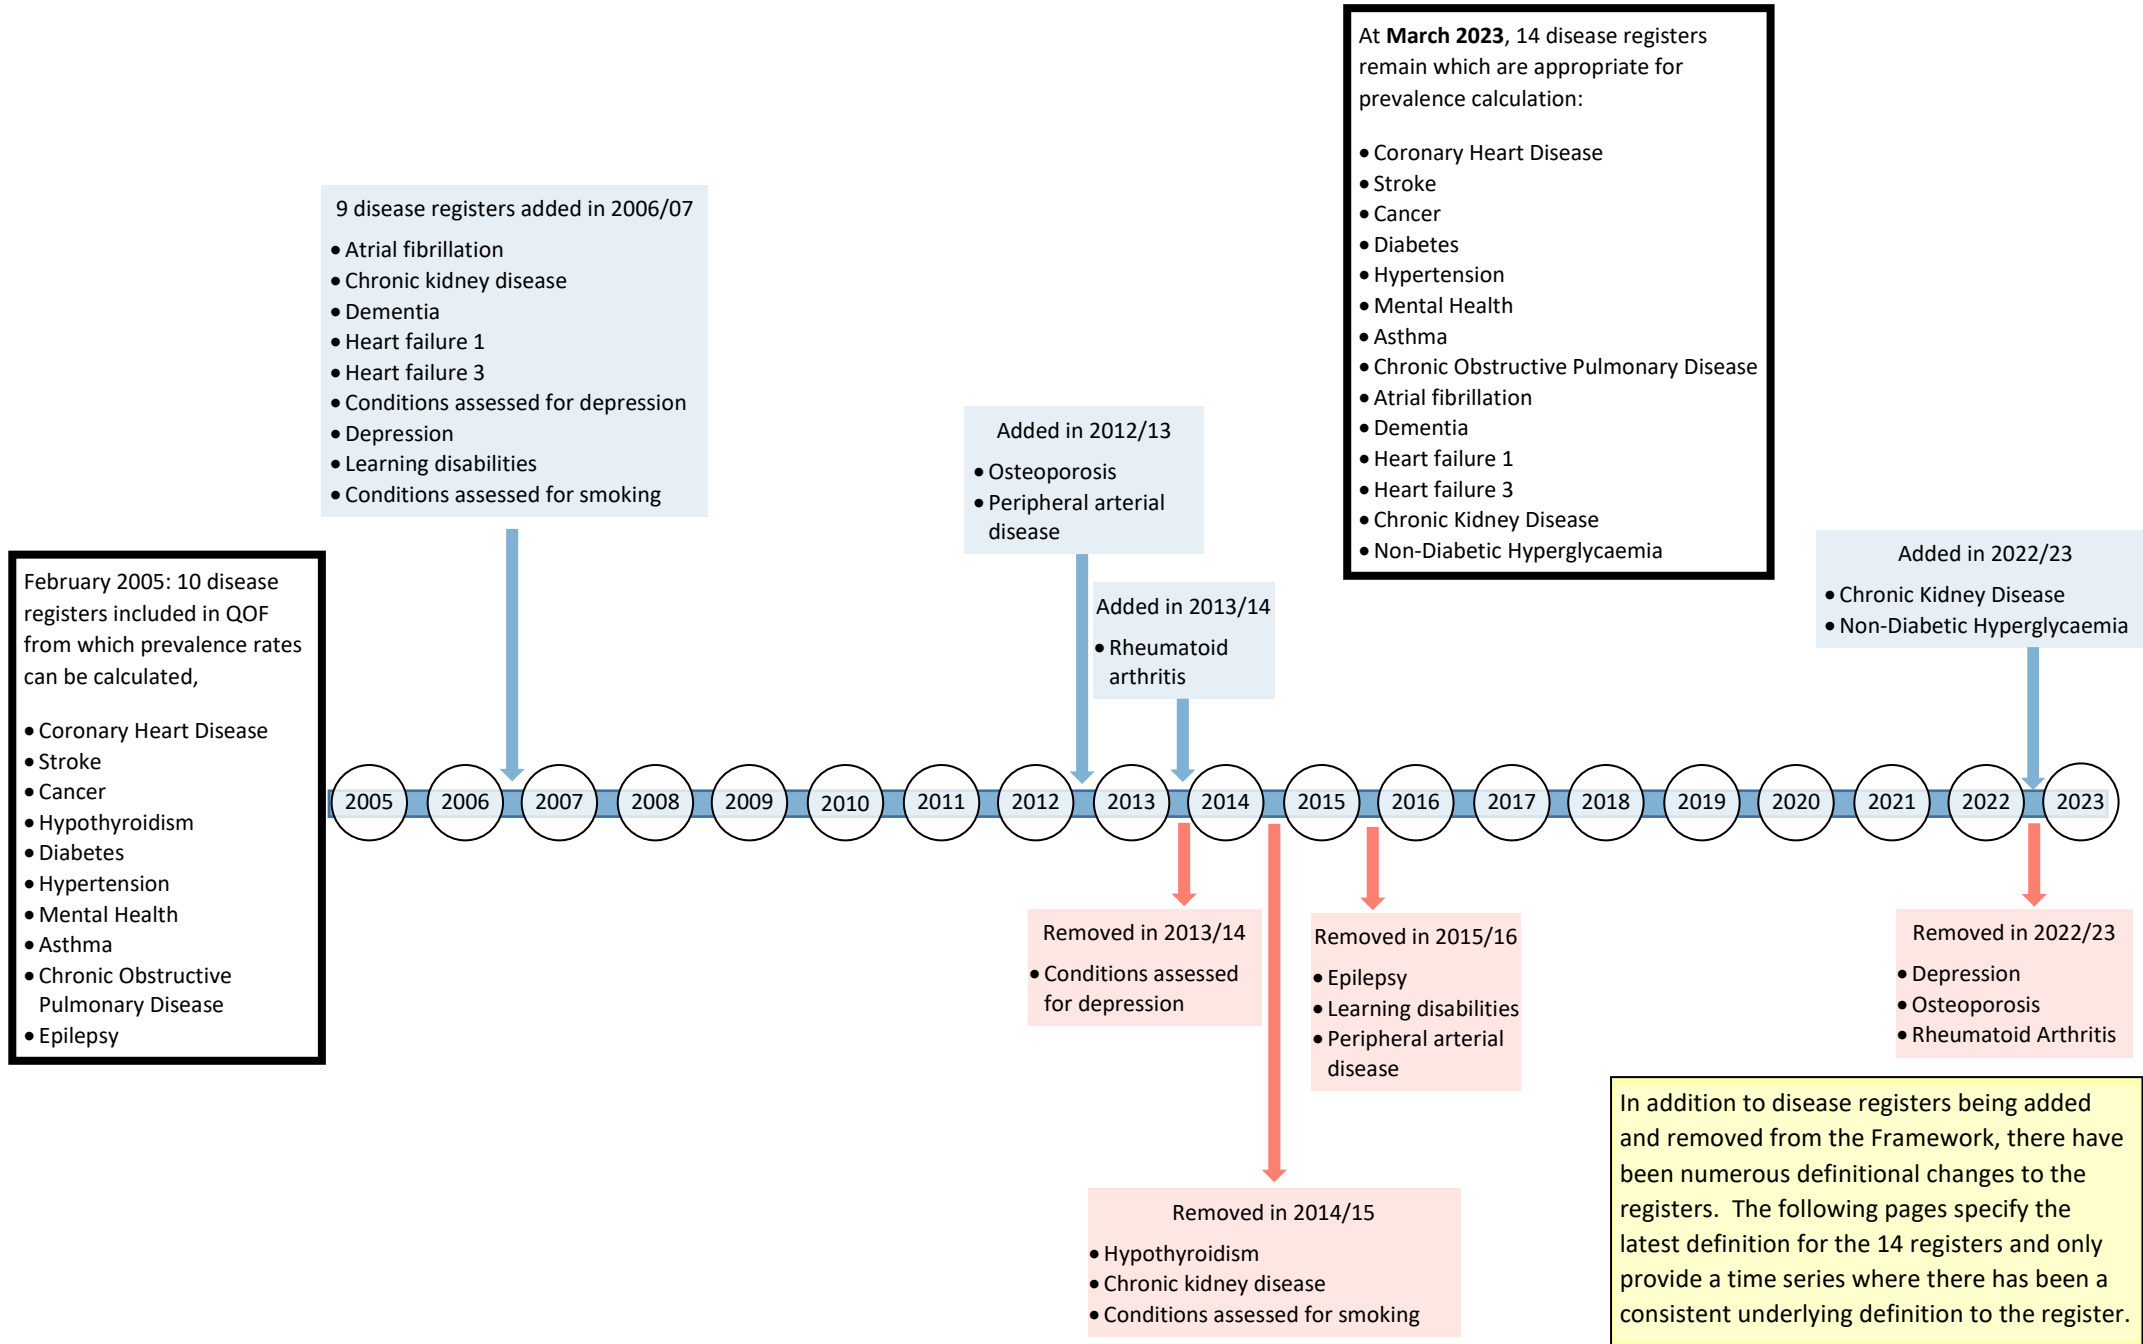 At March 2023, 14 disease registers
remain which are appropriate for
prevalence calculation:
• Coronary Heart Disease
• Stroke
• Cancer
• Diabetes
• Hypertension
• Mental Health
• Asthma
• Chronic Obstructive Pulmonary Disease
• Atrial fibrillation
• Dementia
• Heart failure 1
• Heart failure 3
• Chronic Kidney Disease
• Non-Diabetic Hyperglycaemia
9 disease registers added in 2006/07
• Atrial fibrillation
• Chronic kidney disease
• Dementia
• Heart failure 1
• Heart failure 3
• Conditions assessed for depression
• Depression
• Learning disabilities
• Conditions assessed for smoking
Added in 2012/13
• Osteoporosis
• Peripheral arterial
disease
Added in 2013/14
• Rheumatoid
arthritis
Added in 2022/23
• Chronic Kidney Disease
• Non-Diabetic Hyperglycaemia
February 2005: 10 disease
registers included in QOF
from which prevalence rates
can be calculated,
• Coronary Heart Disease
• Stroke
• Cancer
• Hypothyroidism
• Diabetes
• Hypertension
• Mental Health
• Asthma
• Chronic Obstructive
Pulmonary Disease
• Epilepsy
2005 2006 2007 2008 2009 2010 2011 2012 2013 2014 2015 2016 2017 2018 2019 2020 2021 2022 2023
Removed in 2013/14
• Conditions assessed
for depression
Removed in 2015/16
• Epilepsy
• Learning disabilities
• Peripheral arterial
disease
Removed in 2022/23
• Depression
• Osteoporosis
• Rheumatoid Arthritis
Removed in 2014/15
• Hypothyroidism
• Chronic kidney disease
• Conditions assessed for smoking
In addition to disease registers being added
and removed from the Framework, there have
been numerous definitional changes to the
registers.  The following pages specify the
latest definition for the 14 registers and only
provide a time series where there has been a
consistent underlying definition to the register.